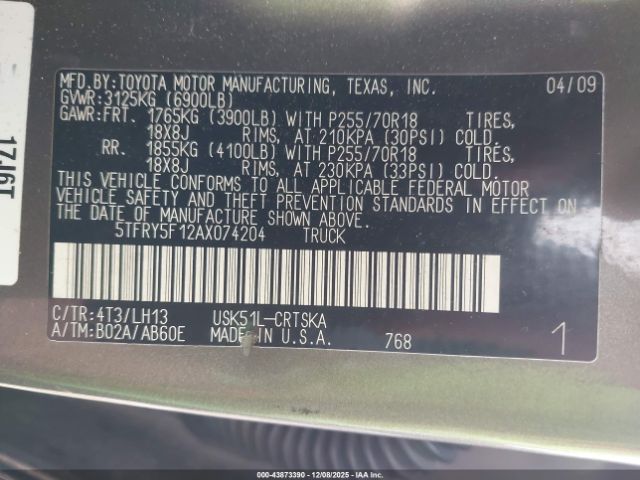 MFD.BY:TOYOTA MOTOR MANUFACTURING, TEXAS, INC. 04/09
GVWR:3125KG (6900LB)
GAWR:FRT. 1765KG (3900LB) WITH P255/70R18 TIRES,
18X8J RIMS, AT 210KPA (30PSI) COLD.
RR. 1855KG (4100LB) WITH P255/70R18 TIRES,
18X8J RIMS, AT 230KPA (33PSI) COLD.
THIS VEHICLE CONFORMS TO ALL APPLICABLE FEDERAL MOTOR
VEHICLE SAFETY AND THEFT PREVENTION STANDARDS IN EFFECT ON
THE DATE OF MANUFACTURE SHOWN ABOVE.
5TFRY5F12AX074204 TRUCK
C/TR:4T3/LH13 USK51L-CRTSKA
A/TM:B02A/AB60E MADE IN U.S.A. 768 1
000-43873390 - 12/08/2025 - IAA Inc.